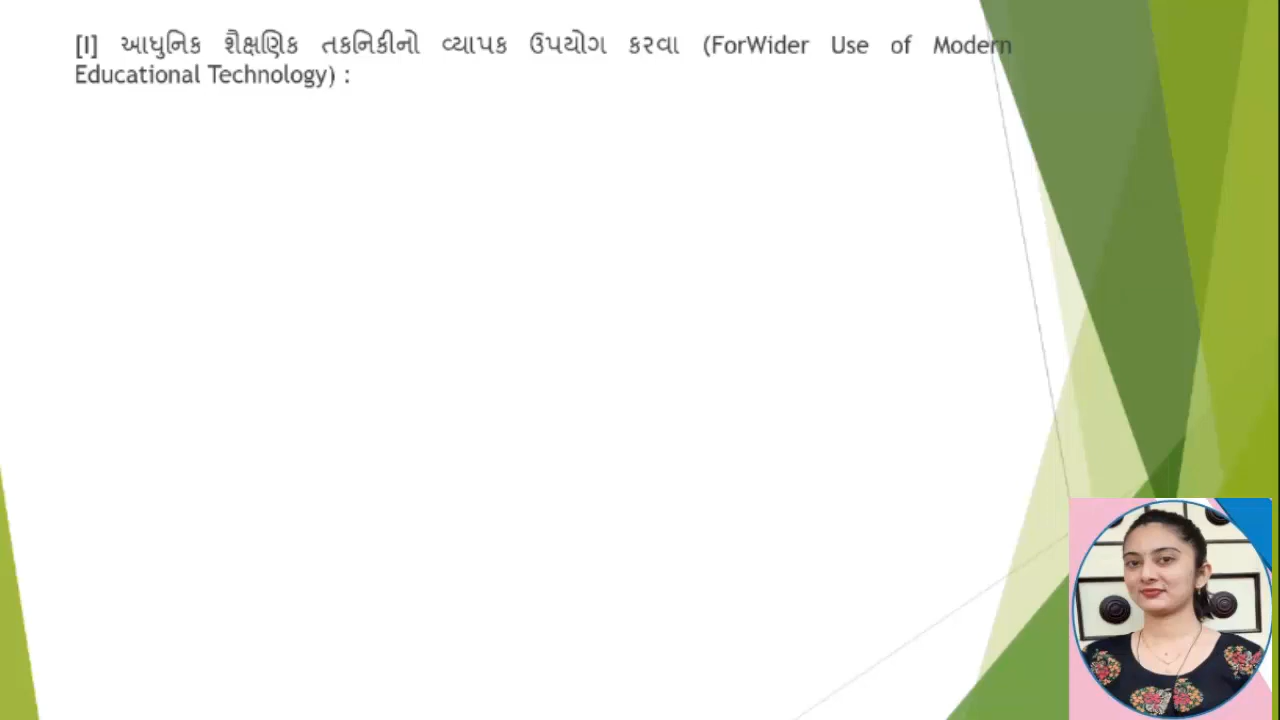 [I] આધુનિક શૈક્ષણિક તકનિકીનો વ્યાપક ઉપયોગ કરવા (ForWider Use of Modern
Educational Technology) :